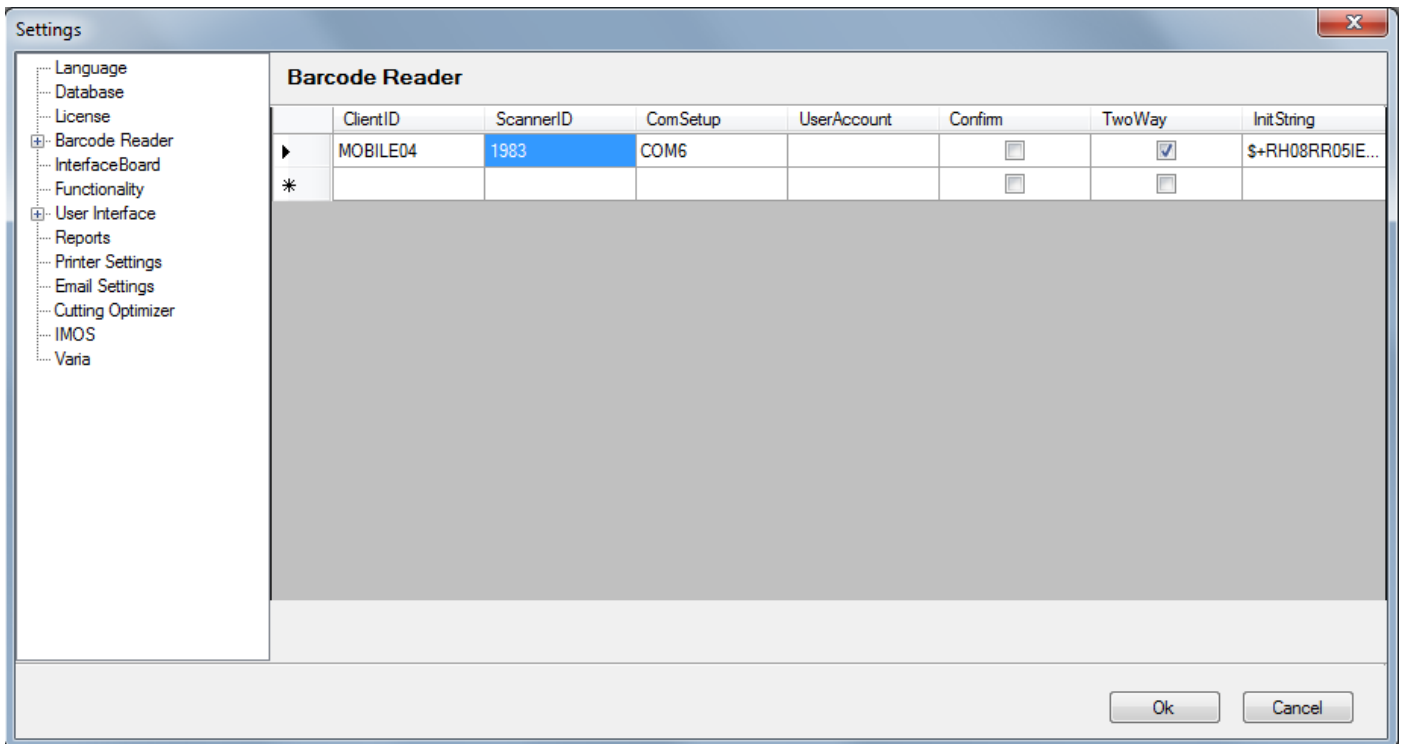 Settings
Language
Database
License
Barcode Reader
InterfaceBoard
Functionality
User Interface
Reports
Printer Settings
Email Settings
Cutting Optimizer
IMOS
Varia
Barcode Reader
ClientID ScannerID ComSetup UserAccount Confirm TwoWay InitString
MOBILE04 1983 COM6 $+RH08RR05IE...
Ok Cancel